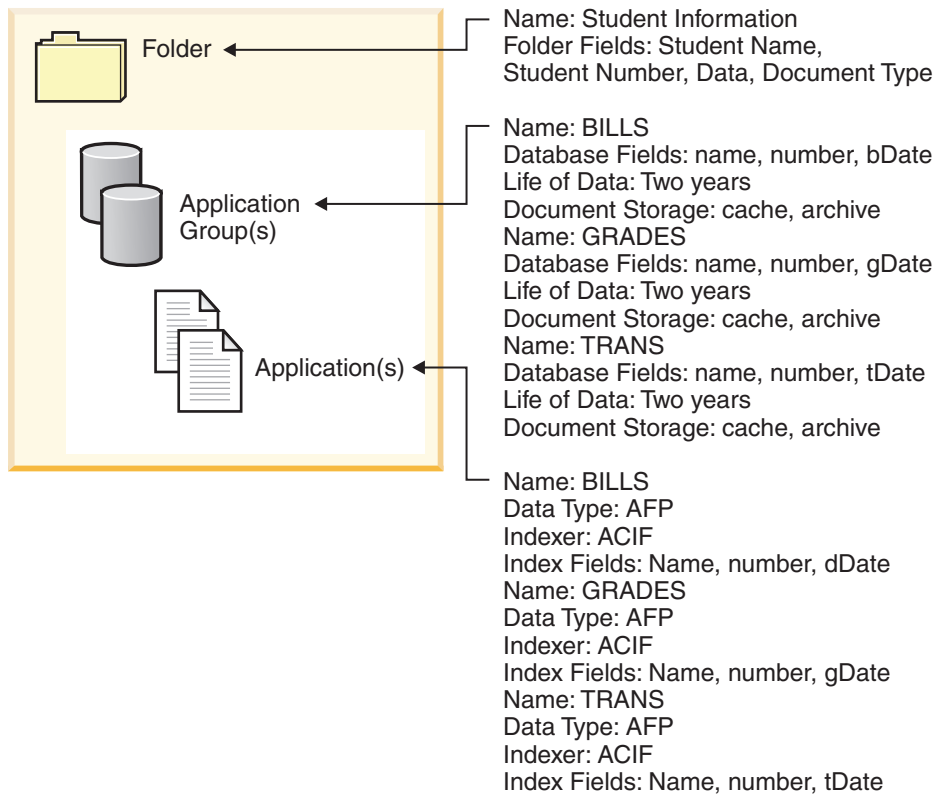 Folder
Name: Student Information
Folder Fields: Student Name,
Student Number, Data, Document Type
Application
Group(s)
Name: BILLS
Database Fields: name, number, bDate
Life of Data: Two years
Document Storage: cache, archive
Name: GRADES
Database Fields: name, number, gDate
Life of Data: Two years
Document Storage: cache, archive
Name: TRANS
Database Fields: name, number, tDate
Life of Data: Two years
Document Storage: cache, archive
Application(s)
Name: BILLS
Data Type: AFP
Indexer: ACIF
Index Fields: Name, number, dDate
Name: GRADES
Data Type: AFP
Indexer: ACIF
Index Fields: Name, number, gDate
Name: TRANS
Data Type: AFP
Indexer: ACIF
Index Fields: Name, number, tDate